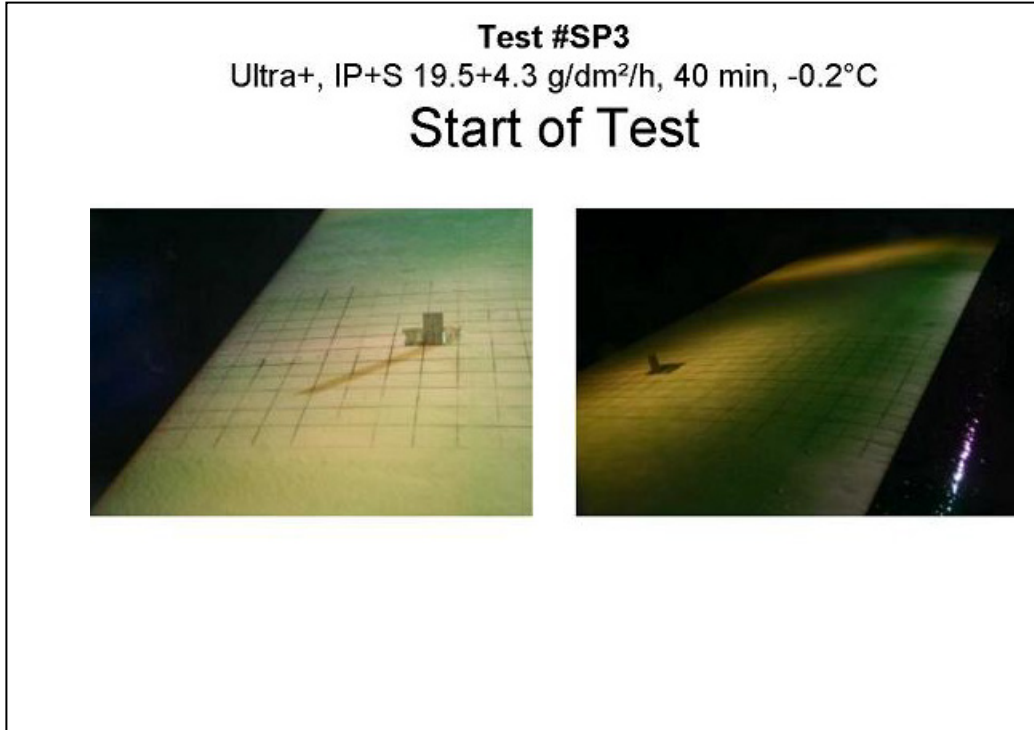 Test #SP3
Ultra+, IP+S 19.5+4.3 g/dm²/h, 40 min, -0.2°C
Start of Test